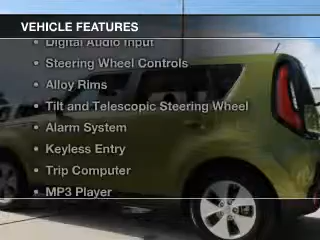 VEHICLE FEATURES
• Digital Audio Input
• Steering Wheel Controls
• Alloy Rims
• Tilt and Telescopic Steering Wheel
• Alarm System
• Keyless Entry
• Trip Computer
• MP3 Player